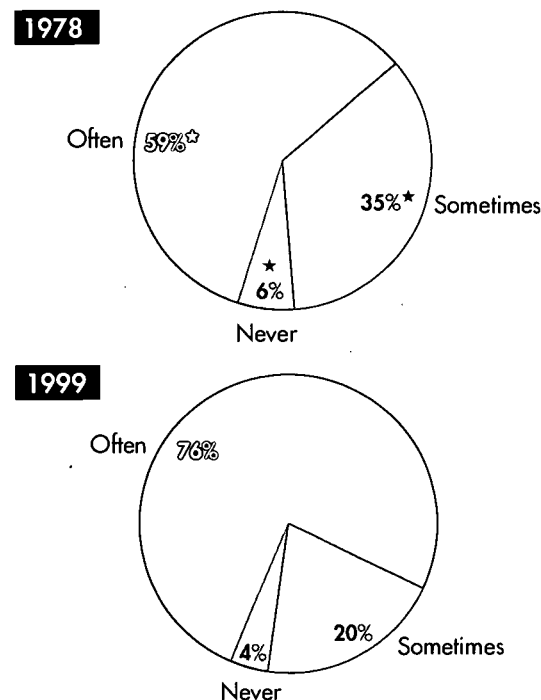 1978
Often 59%☆
35%★ Sometimes
★
6%
Never
1999
Often 76%
20% Sometimes
4%
Never